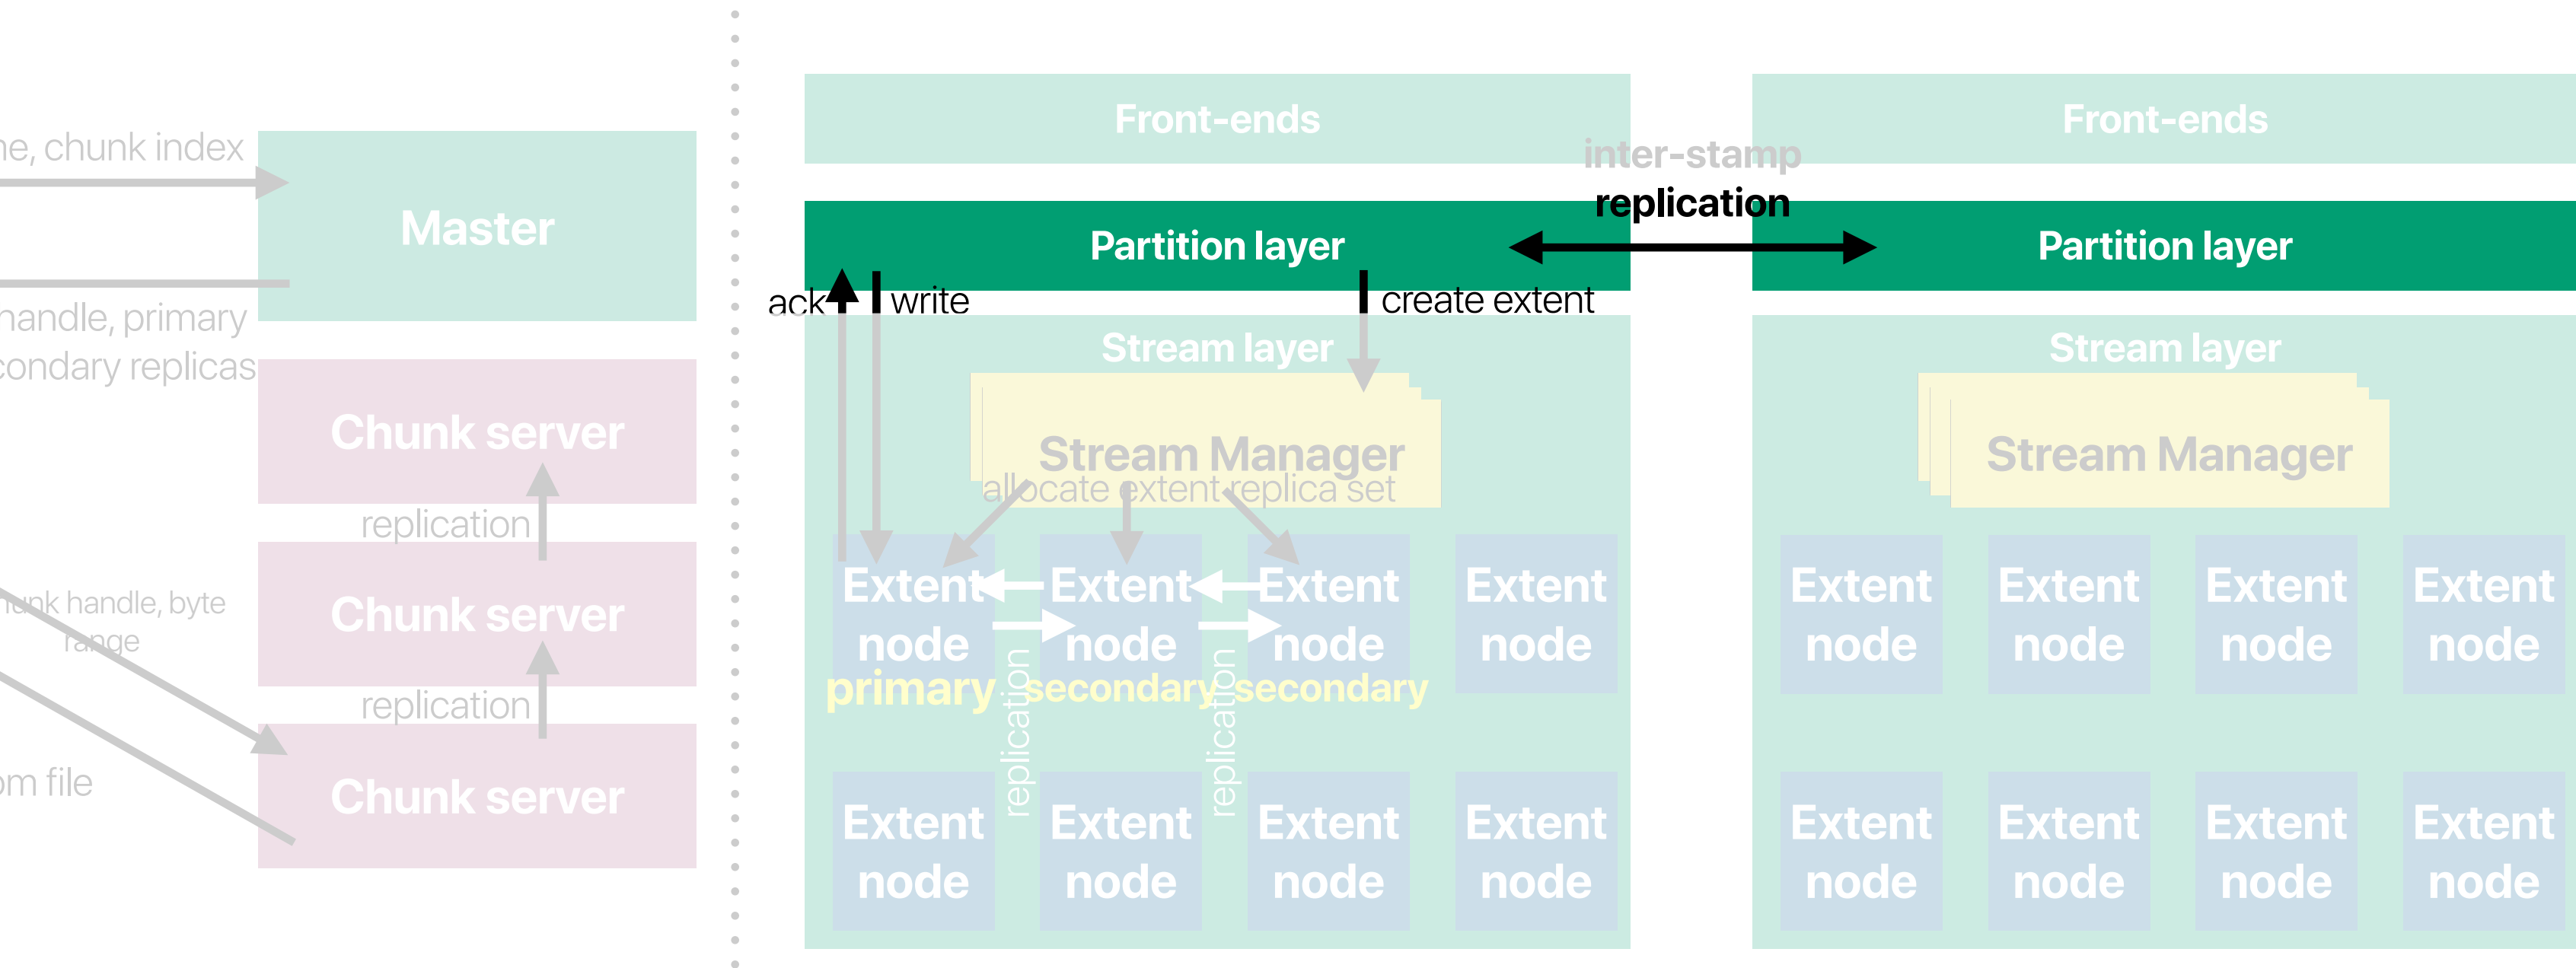 chunk index
Master
handle, primary
replicas
Chunk server
replication
Chunk server
handle, byte
range
replication
Chunk server
file
Front-ends
inter-stamp
replication
Front-ends
Partition layer
Partition layer
ack
write
create extent
Stream layer
Stream Manager
allocate extent replica set
Extent
node
primary
Extent
node
secondary
Extent
node
secondary
Extent
node
replication
replication
Extent
node
Extent
node
Extent
node
Extent
node
Stream layer
Stream Manager
Extent
node
Extent
node
Extent
node
Extent
node
Extent
node
Extent
node
Extent
node
Extent
node